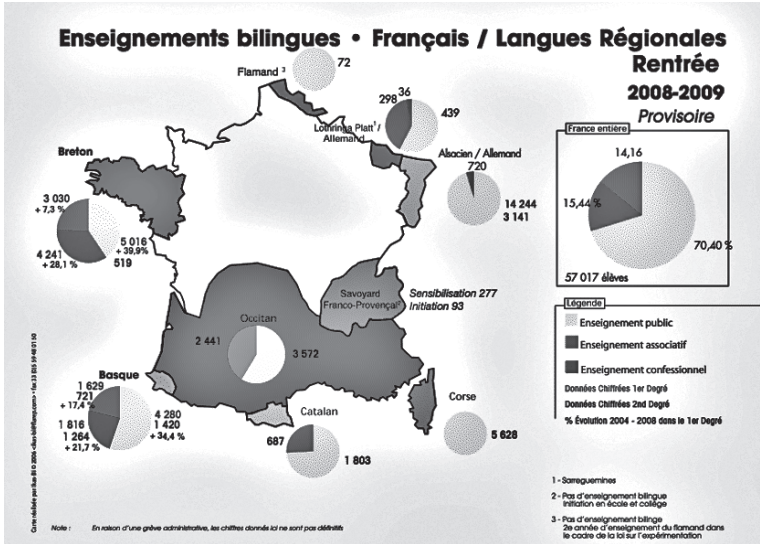 Enseignements bilingues • Français / Langues Régionales
Rentrée
2008-2009
Provisoire
Flamand ³
72
36
298
439
Lothringa Platt¹/
Allemand
Alsacien / Allemand
720
14 244
3 141
Breton
3 030
+ 7,3 %
5 016
+ 39,9%
4 241
+ 28,1 %
519
France entière
14,16
15,44 %
70,40 %
57 017 élèves
Savoyard
Franco-Provençal²
Sensibilisation 277
Initiation 93
Occitan
2 441
3 572
Légende
Enseignement public
Enseignement associatif
Enseignement confessionnel
Données Chiffrées 1er Degré
Données Chiffrées 2nd Degré
% Évolution 2004 - 2008 dans le 1er Degré
Basque
1 629
721
+ 17,4 %
1 816
1 264
+ 21,7 %
4 280
1 420
+ 34,4 %
Catalan
687
1 803
Corse
5 628
1 - Sarreguemines
2 - Pas d'enseignement bilingue
Initiation en école et collège
3 - Pas d'enseignement bilinge
2e année d'enseignement du flamand dans
le cadre de la loi sur l'expérimentation
Note :
En raison d'une grève administrative, les chiffres donnés ici ne sont pas définitifs
Carte réalisée par